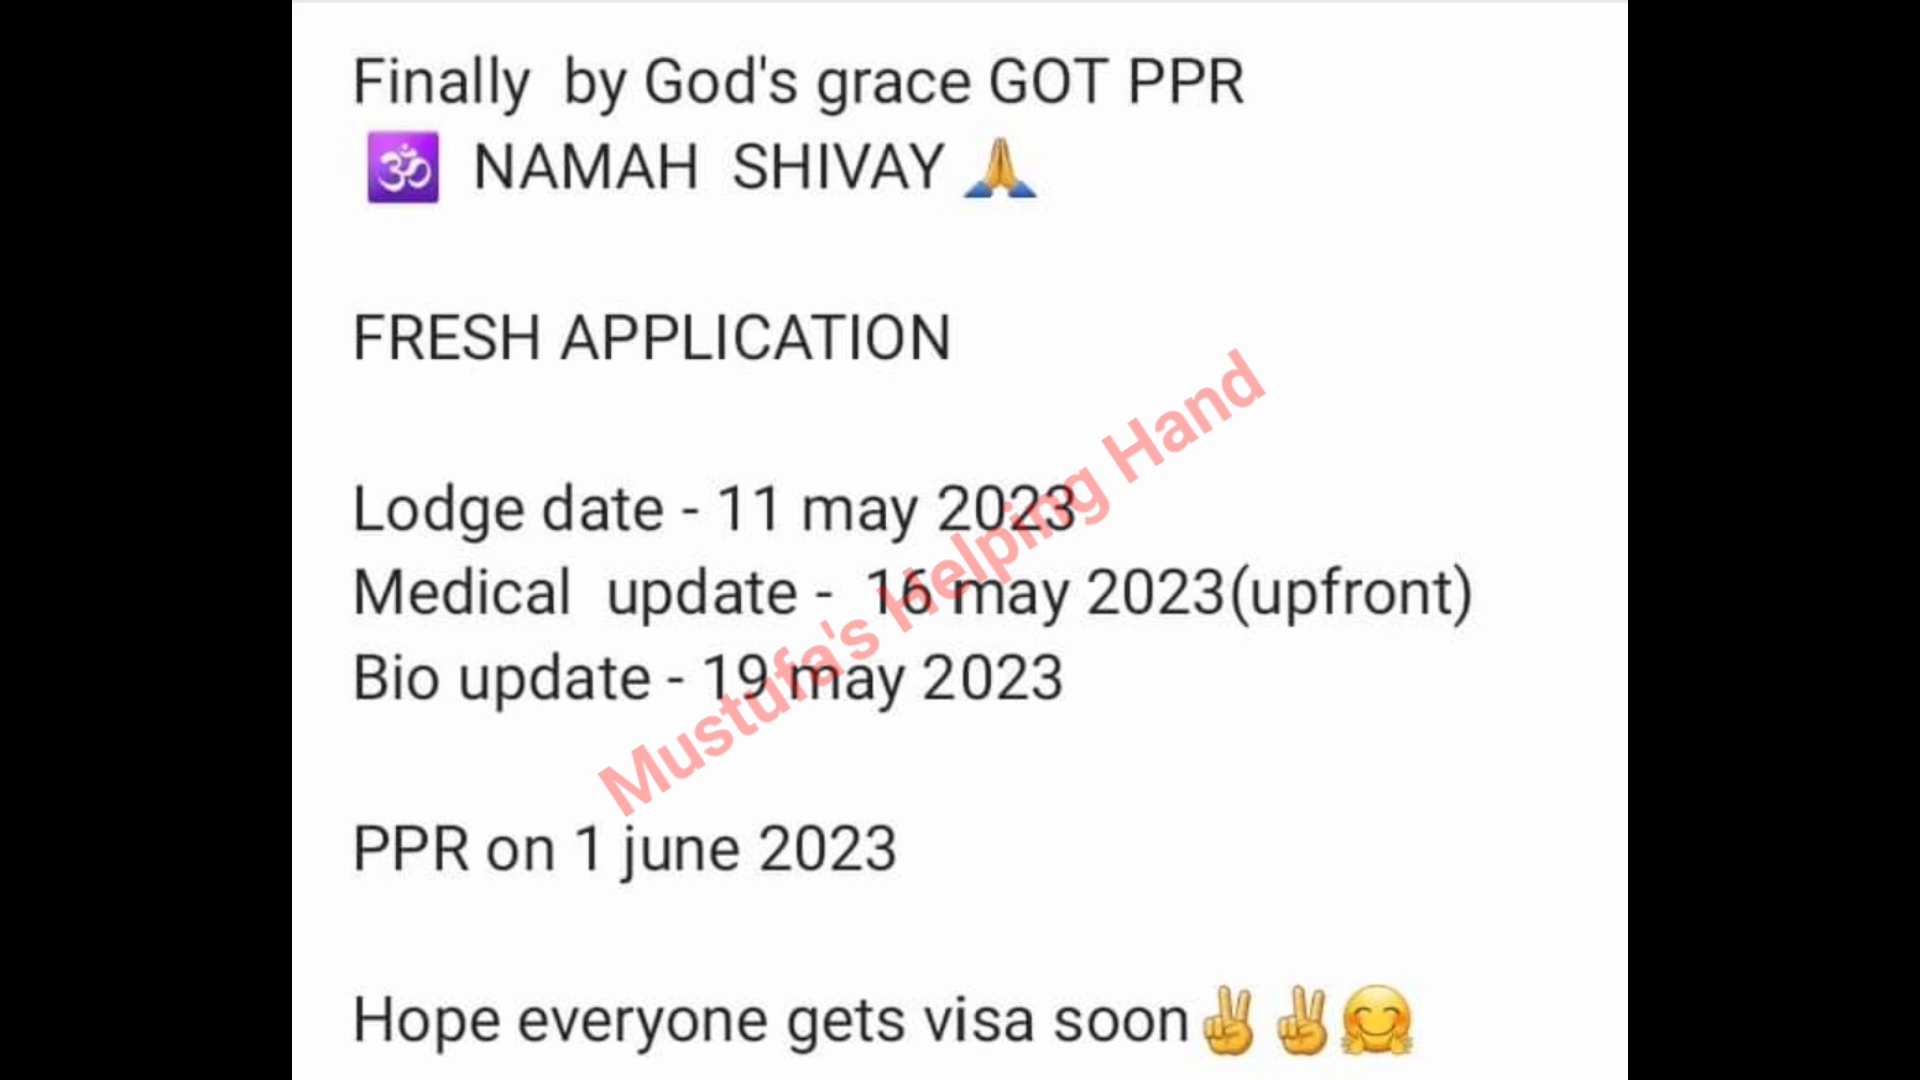 Finally  by God's grace GOT PPR
🕉 NAMAH  SHIVAY 🙏
FRESH APPLICATION
Lodge date - 11 may 2023
Medical  update -  16 may 2023(upfront)
Bio update - 19 may 2023
PPR on 1 june 2023
Hope everyone gets visa soon✌✌🤗
Mustufa's Helping Hand